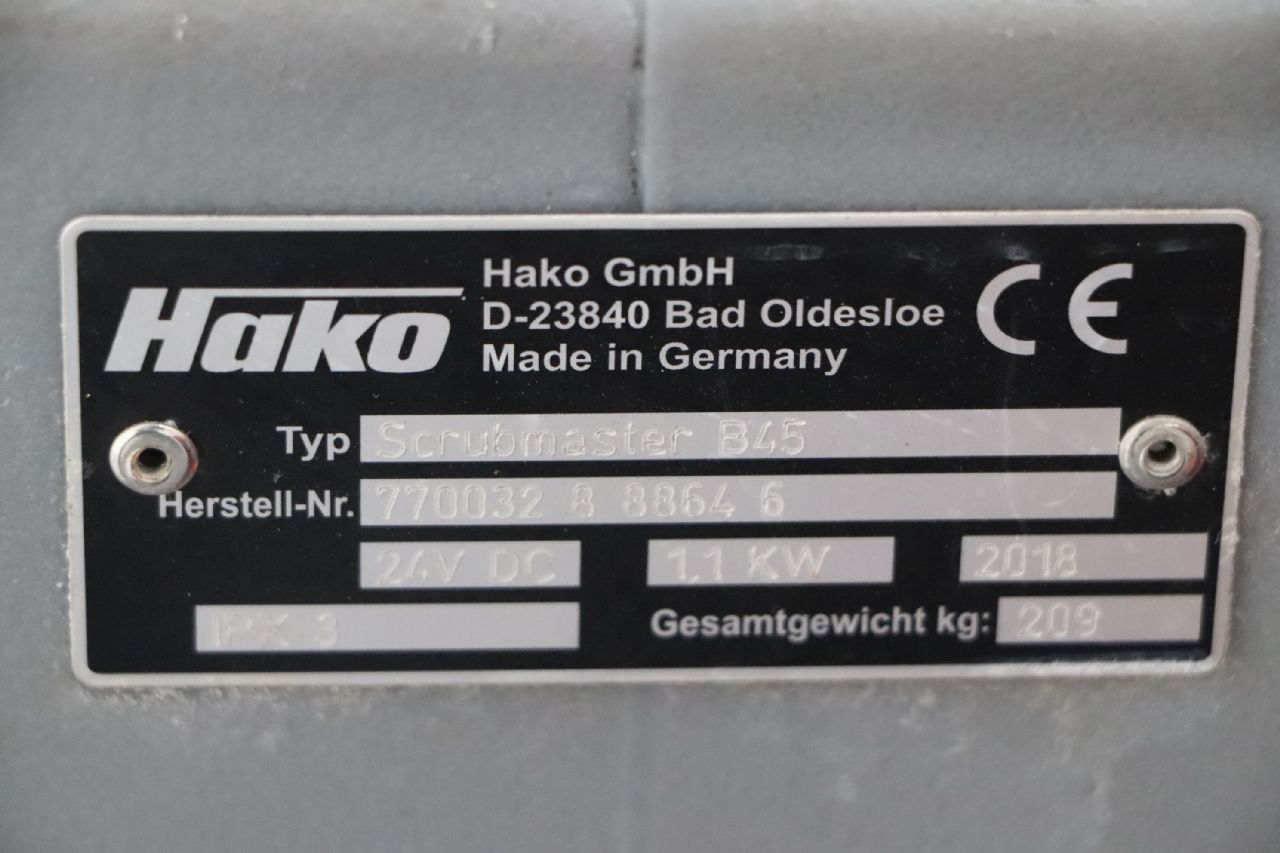 Hako
Hako GmbH
D-23840 Bad Oldesloe
Made in Germany
CE
Typ Scrubmaster B45
Herstell-Nr. 770032 8 8864 6
24V DC 1.1 KW 2018
IPX 3 Gesamtgewicht kg: 209